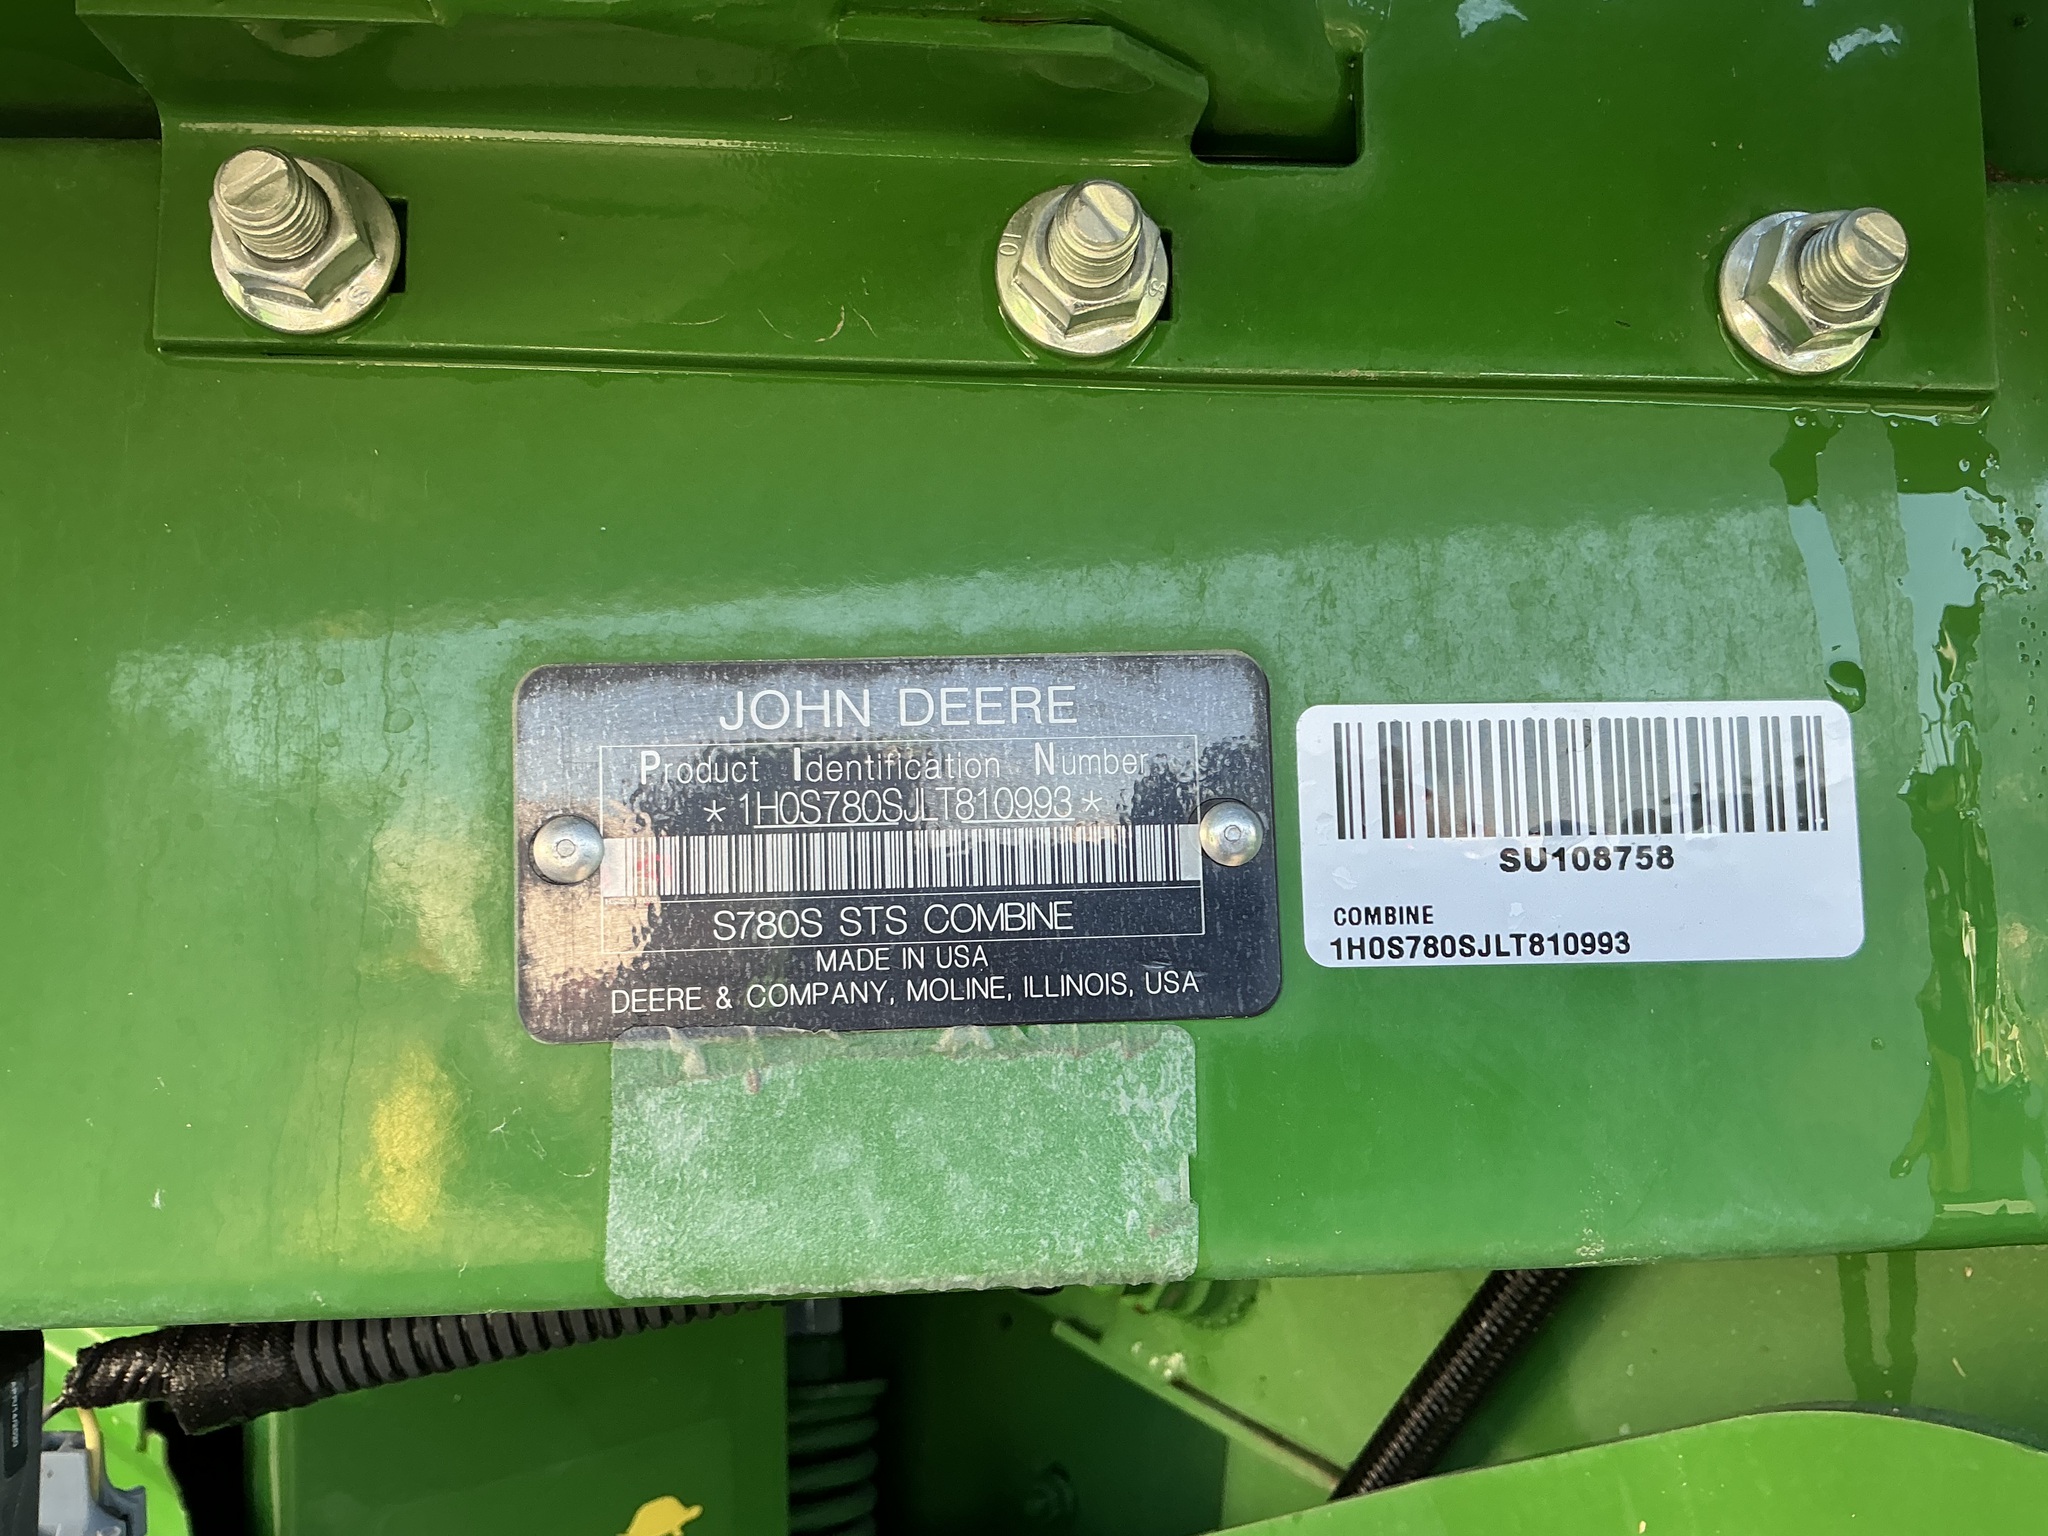 10
S
S
JOHN DEERE
Product Identification Number
*1H0S780SJLT810993*
S780S STS COMBINE
MADE IN USA
DEERE & COMPANY, MOLINE, ILLINOIS, USA
SU108758
COMBINE
1H0S780SJLT810993